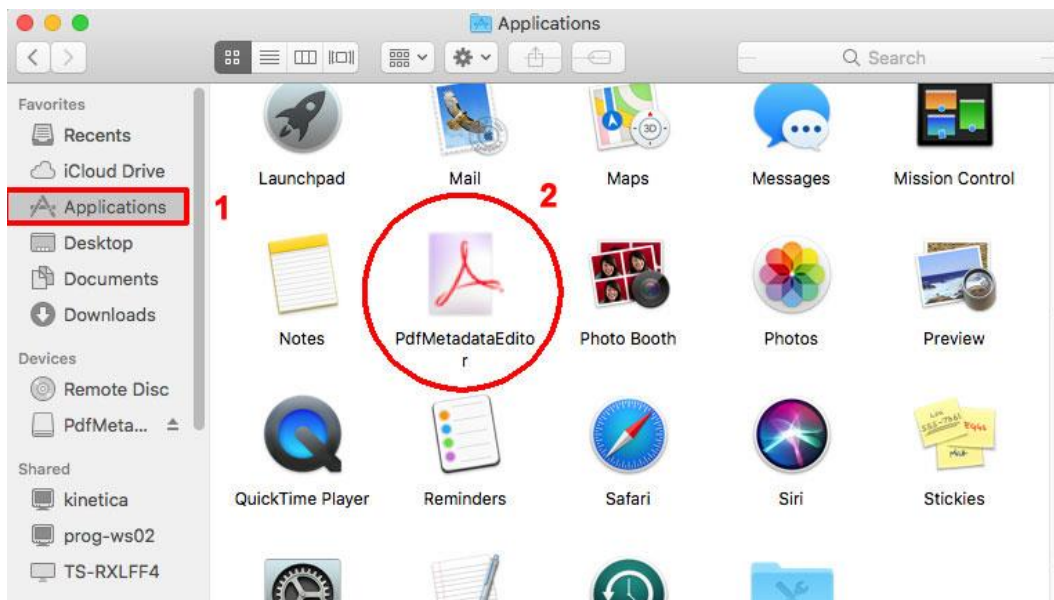 Applications
Search
Favorites
Recents
iCloud Drive
Applications
Desktop
Documents
Downloads
Devices
Remote Disc
PdfMeta...
Shared
kinetica
prog-ws02
TS-RXLFF4
1
2
3D
Launchpad
Mail
Maps
Messages
Mission Control
Notes
PdfMetadataEdito
r
Photo Booth
Photos
Preview
QuickTime Player
Reminders
Safari
Siri
Stickies